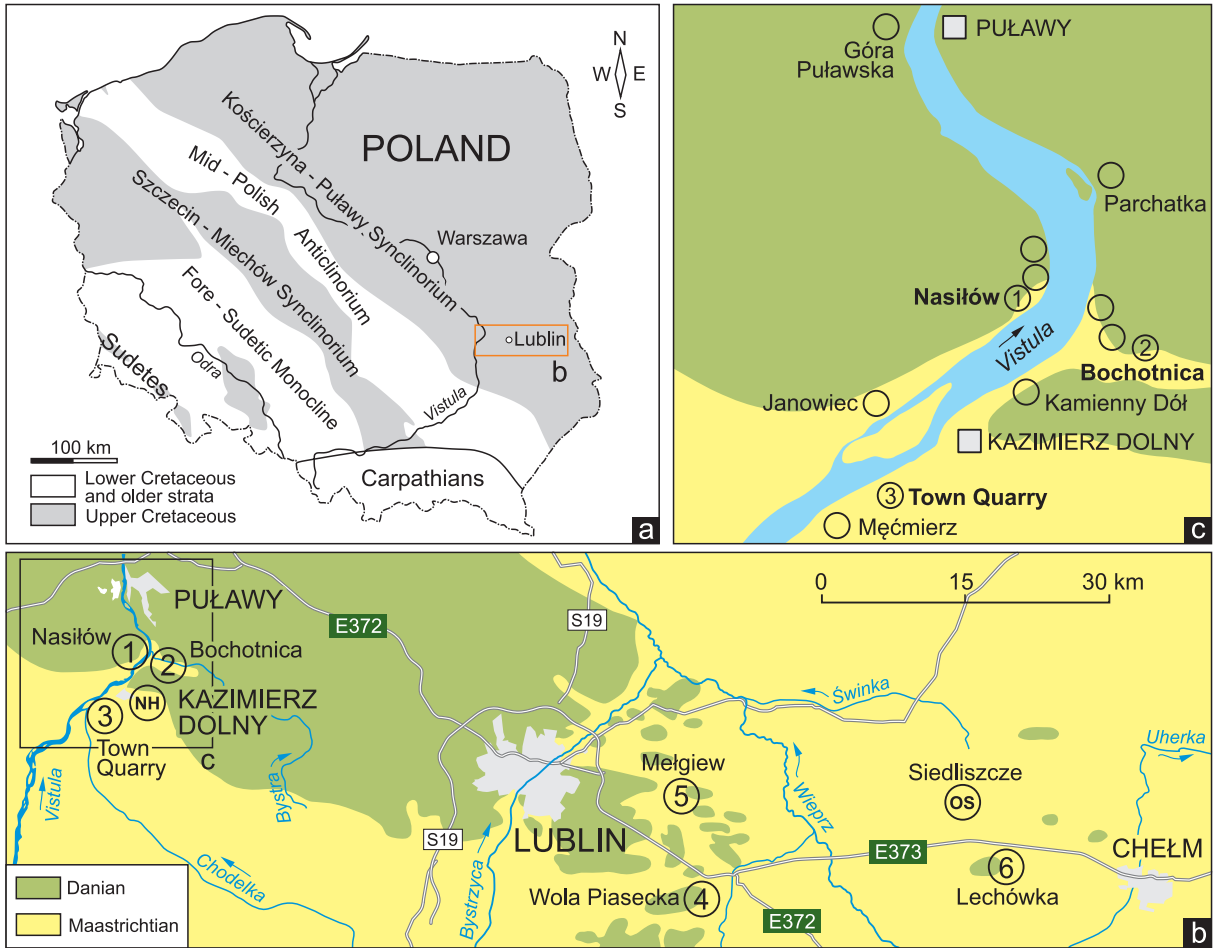 N
W E
S
POLAND
Kościerzyna - Puławy Synclinorium
Mid - Polish
Anticlinorium
Szczecin - Miechów Synclinorium
Fore - Sudetic Monocline
Sudetes
Odra
Warszawa
Lublin
b
Vistula
Carpathians
100 km
Lower Cretaceous
and older strata
Upper Cretaceous
a
PUŁAWY
Góra
Puławska
Parchatka
Nasiłów 1
Vistula
2
Bochotnica
Janowiec
Kamienny Dół
KAZIMIERZ DOLNY
3 Town Quarry
Męćmierz
c
PUŁAWY
Nasiłów
1
2
Bochotnica
NH
KAZIMIERZ
DOLNY
3
Town
Quarry
c
Vistula
Bystra
Chodelka
E372
S19
S19
0 15 30 km
Świnka
Uherka
Mełgiew
5
Wieprz
Siedliszcze
OS
LUBLIN
Bystrzyca
Wola Piasecka 4
E373
E372
6
Lechówka
CHEŁM
Danian
Maastrichtian
b